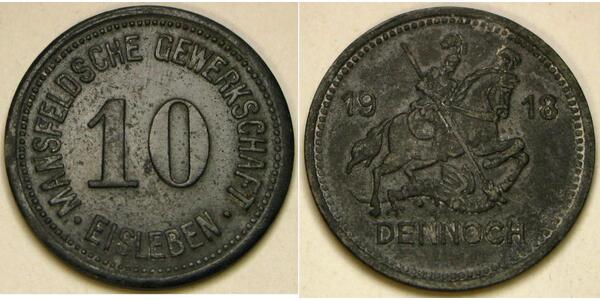 MANSFELDSCHE GEWERKSCHAFT
10
· EISLEBEN ·
19 18
DENNOCH